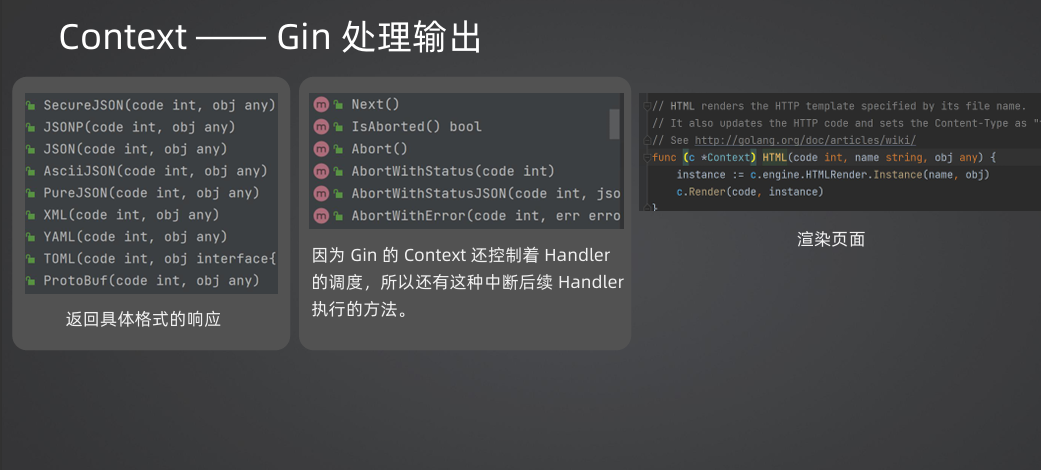 Context —— Gin 处理输出
SecureJSON(code int, obj any)
JSONP(code int, obj any)
JSON(code int, obj any)
AsciiJSON(code int, obj any)
PureJSON(code int, obj any)
XML(code int, obj any)
YAML(code int, obj any)
TOML(code int, obj interface{
ProtoBuf(code int, obj any)
返回具体格式的响应
m Next()
m IsAborted() bool
m Abort()
m AbortWithStatus(code int)
m AbortWithStatusJSON(code int, jso
m AbortWithError(code int, err erro
因为 Gin 的 Context 还控制着 Handler
的调度，所以还有这种中断后续 Handler
执行的方法。
// HTML renders the HTTP template specified by its file name.
// It also updates the HTTP code and sets the Content-Type as "
// See http://golang.org/doc/articles/wiki/
func (c *Context) HTML(code int, name string, obj any) {
instance := c.engine.HTMLRender.Instance(name, obj)
c.Render(code, instance)
}
渲染页面